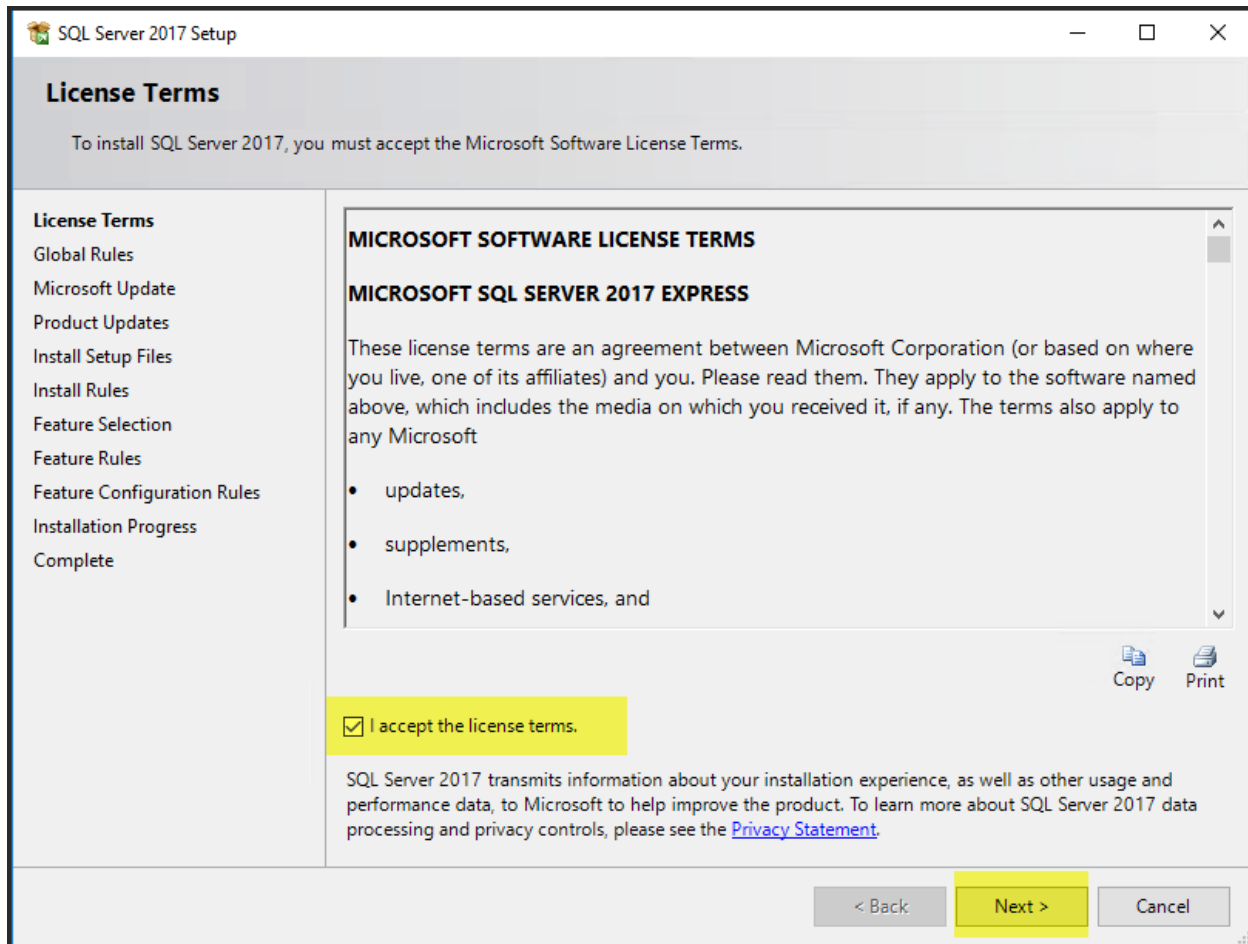 SQL Server 2017 Setup
License Terms
To install SQL Server 2017, you must accept the Microsoft Software License Terms.
License Terms
Global Rules
Microsoft Update
Product Updates
Install Setup Files
Install Rules
Feature Selection
Feature Rules
Feature Configuration Rules
Installation Progress
Complete
MICROSOFT SOFTWARE LICENSE TERMS
MICROSOFT SQL SERVER 2017 EXPRESS
These license terms are an agreement between Microsoft Corporation (or based on where
you live, one of its affiliates) and you. Please read them. They apply to the software named
above, which includes the media on which you received it, if any. The terms also apply to
any Microsoft
• updates,
• supplements,
• Internet-based services, and
Copy Print
I accept the license terms.
SQL Server 2017 transmits information about your installation experience, as well as other usage and
performance data, to Microsoft to help improve the product. To learn more about SQL Server 2017 data
processing and privacy controls, please see the Privacy Statement.
< Back Next > Cancel